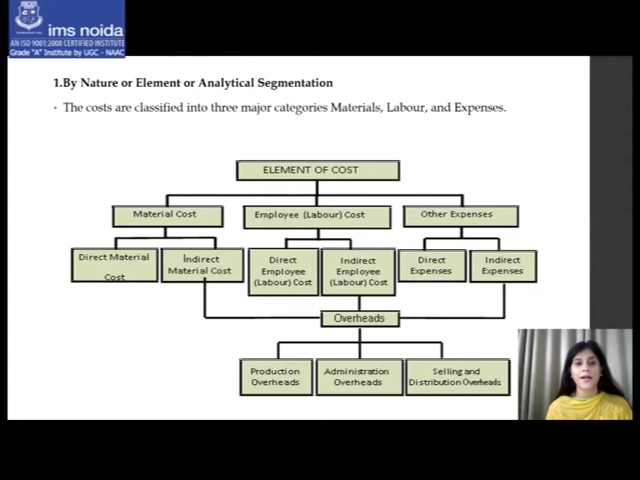 ims noida
AN ISO 9001:2008 CERTIFIED INSTITUTE
Grade "A" Institute by UGC - NAAC
1.By Nature or Element or Analytical Segmentation
· The costs are classified into three major categories Materials, Labour, and Expenses.
ELEMENT OF COST
Material Cost
Employee (Labour) Cost
Other Expenses
Direct Material
Cost
Indirect
Material Cost
Direct
Employee
(Labour) Cost
Indirect
Employee
(Labour) Cost
Direct
Expenses
Indirect
Expenses
Overheads
Production
Overheads
Administration
Overheads
Selling and
Distribution Overheads